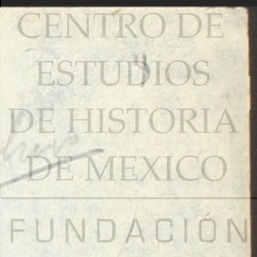 CENTRO DE
ESTUDIOS
DE HISTORIA
DE MEXICO
FUNDACIÓN